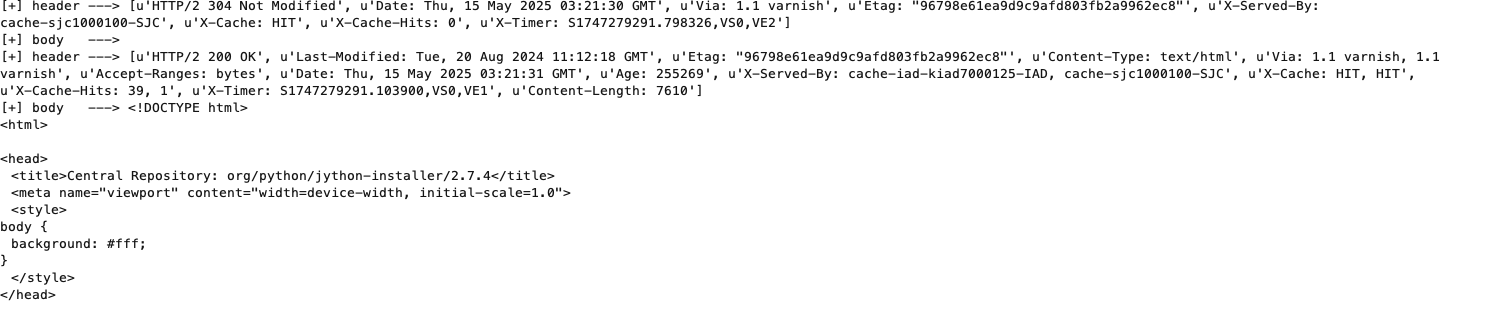 [+] header ---> [u'HTTP/2 304 Not Modified', u'Date: Thu, 15 May 2025 03:21:30 GMT', u'Via: 1.1 varnish', u'Etag: "96798e61ea9d9c9afd803fb2a9962ec8"', u'X-Served-By:
cache-sjc1000100-SJC', u'X-Cache: HIT', u'X-Cache-Hits: 0', u'X-Timer: S1747279291.798326,VS0,VE2']
[+] body   --->
[+] header ---> [u'HTTP/2 200 OK', u'Last-Modified: Tue, 20 Aug 2024 11:12:18 GMT', u'Etag: "96798e61ea9d9c9afd803fb2a9962ec8"', u'Content-Type: text/html', u'Via: 1.1 varnish, 1.1
varnish', u'Accept-Ranges: bytes', u'Date: Thu, 15 May 2025 03:21:31 GMT', u'Age: 255269', u'X-Served-By: cache-iad-kiad7000125-IAD, cache-sjc1000100-SJC', u'X-Cache: HIT, HIT',
u'X-Cache-Hits: 39, 1', u'X-Timer: S1747279291.103900,VS0,VE1', u'Content-Length: 7610']
[+] body   ---> <!DOCTYPE html>
<html>

<head>
 <title>Central Repository: org/python/jython-installer/2.7.4</title>
 <meta name="viewport" content="width=device-width, initial-scale=1.0">
 <style>
body {
 background: #fff;
}
 </style>
</head>